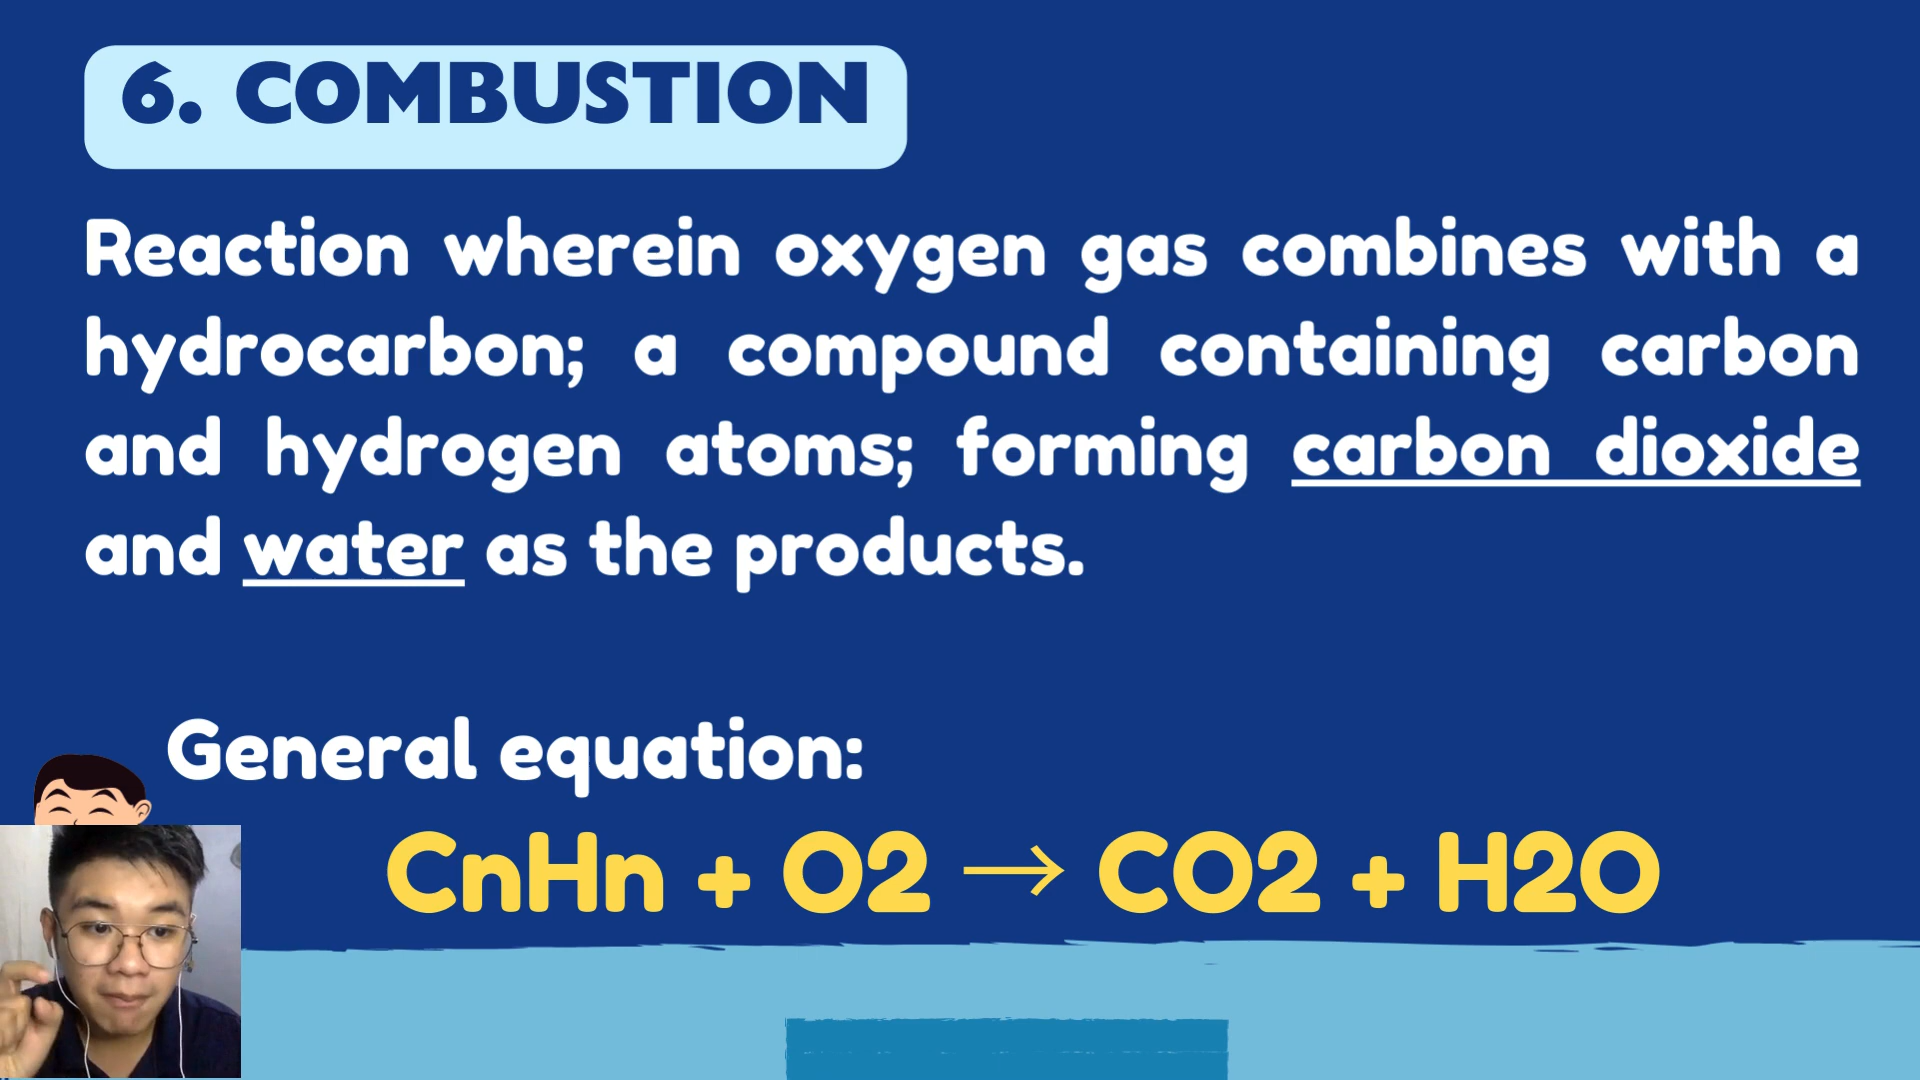 6. COMBUSTION
Reaction wherein oxygen gas combines with a
hydrocarbon; a compound containing carbon
and hydrogen atoms; forming carbon dioxide
and water as the products.
General equation:
CnHn + O2 → CO2 + H2O